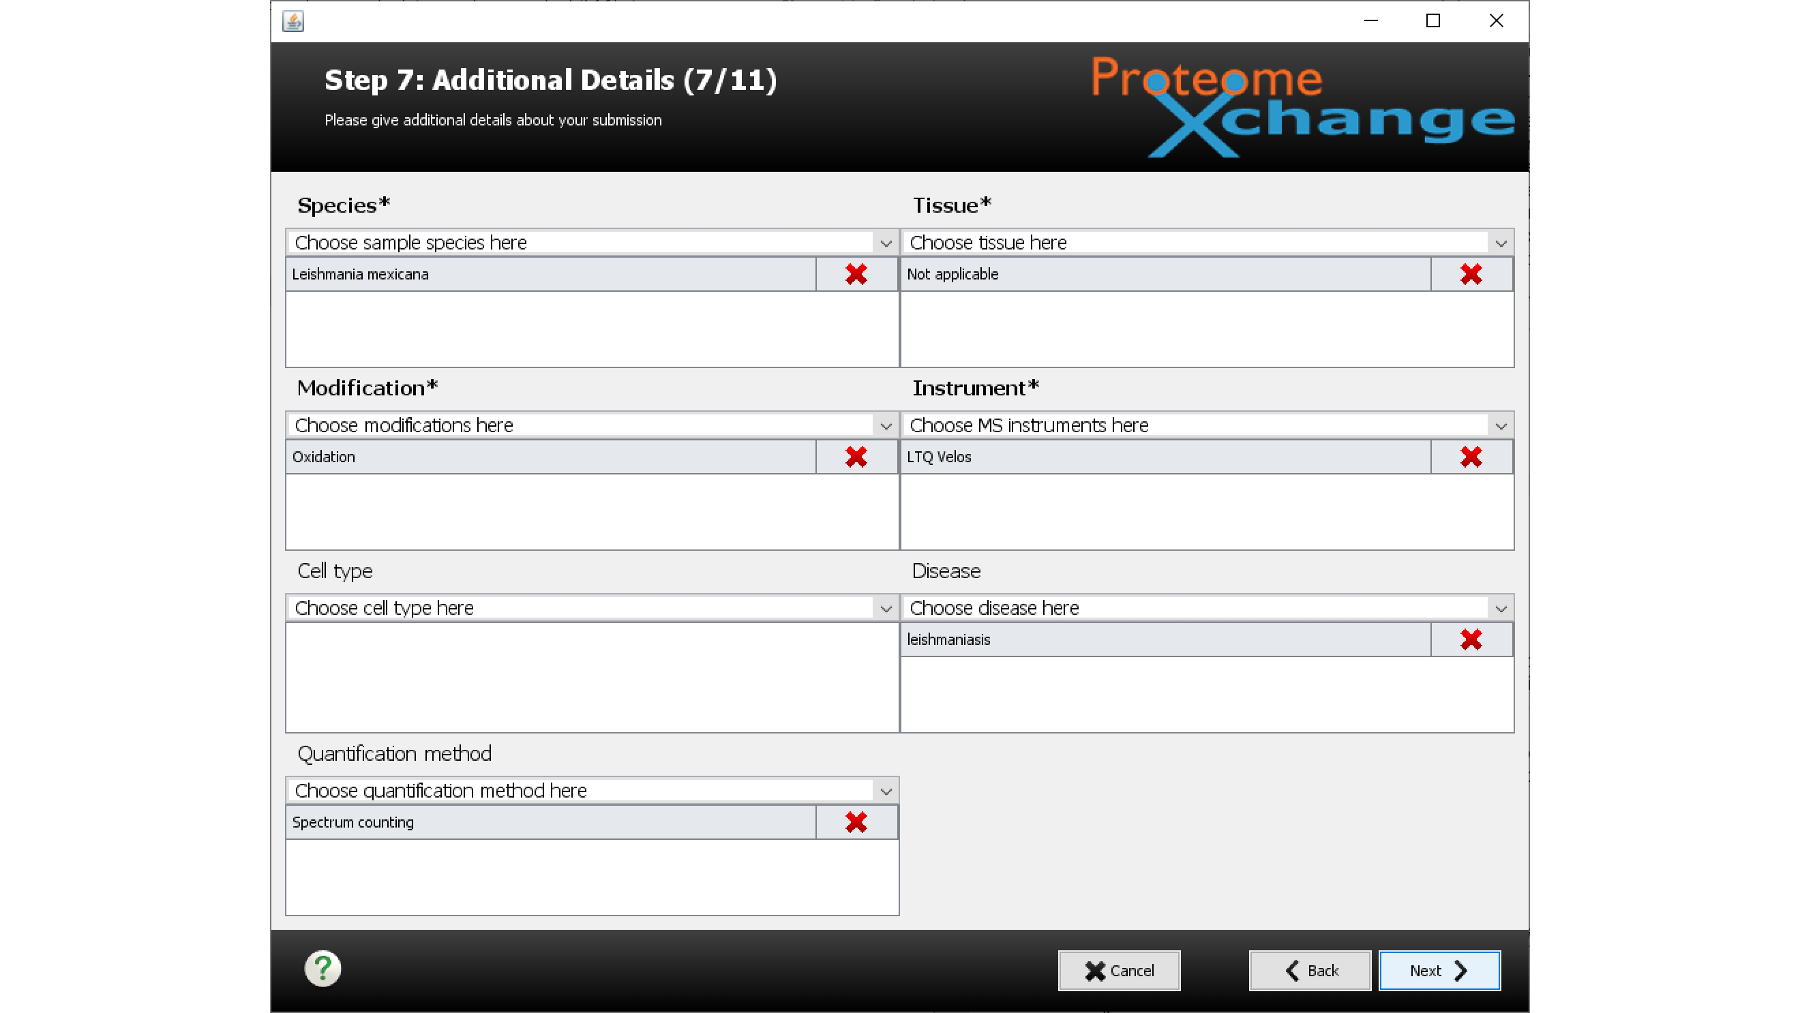 Step 7: Additional Details (7/11)
Please give additional details about your submission
Proteome
Xchange
Species*
Tissue*
Choose sample species here
Choose tissue here
Leishmania mexicana
Not applicable
Modification*
Instrument*
Choose modifications here
Choose MS instruments here
Oxidation
LTQ Velos
Cell type
Disease
Choose cell type here
Choose disease here
leishmaniasis
Quantification method
Choose quantification method here
Spectrum counting
?
Cancel
Back
Next